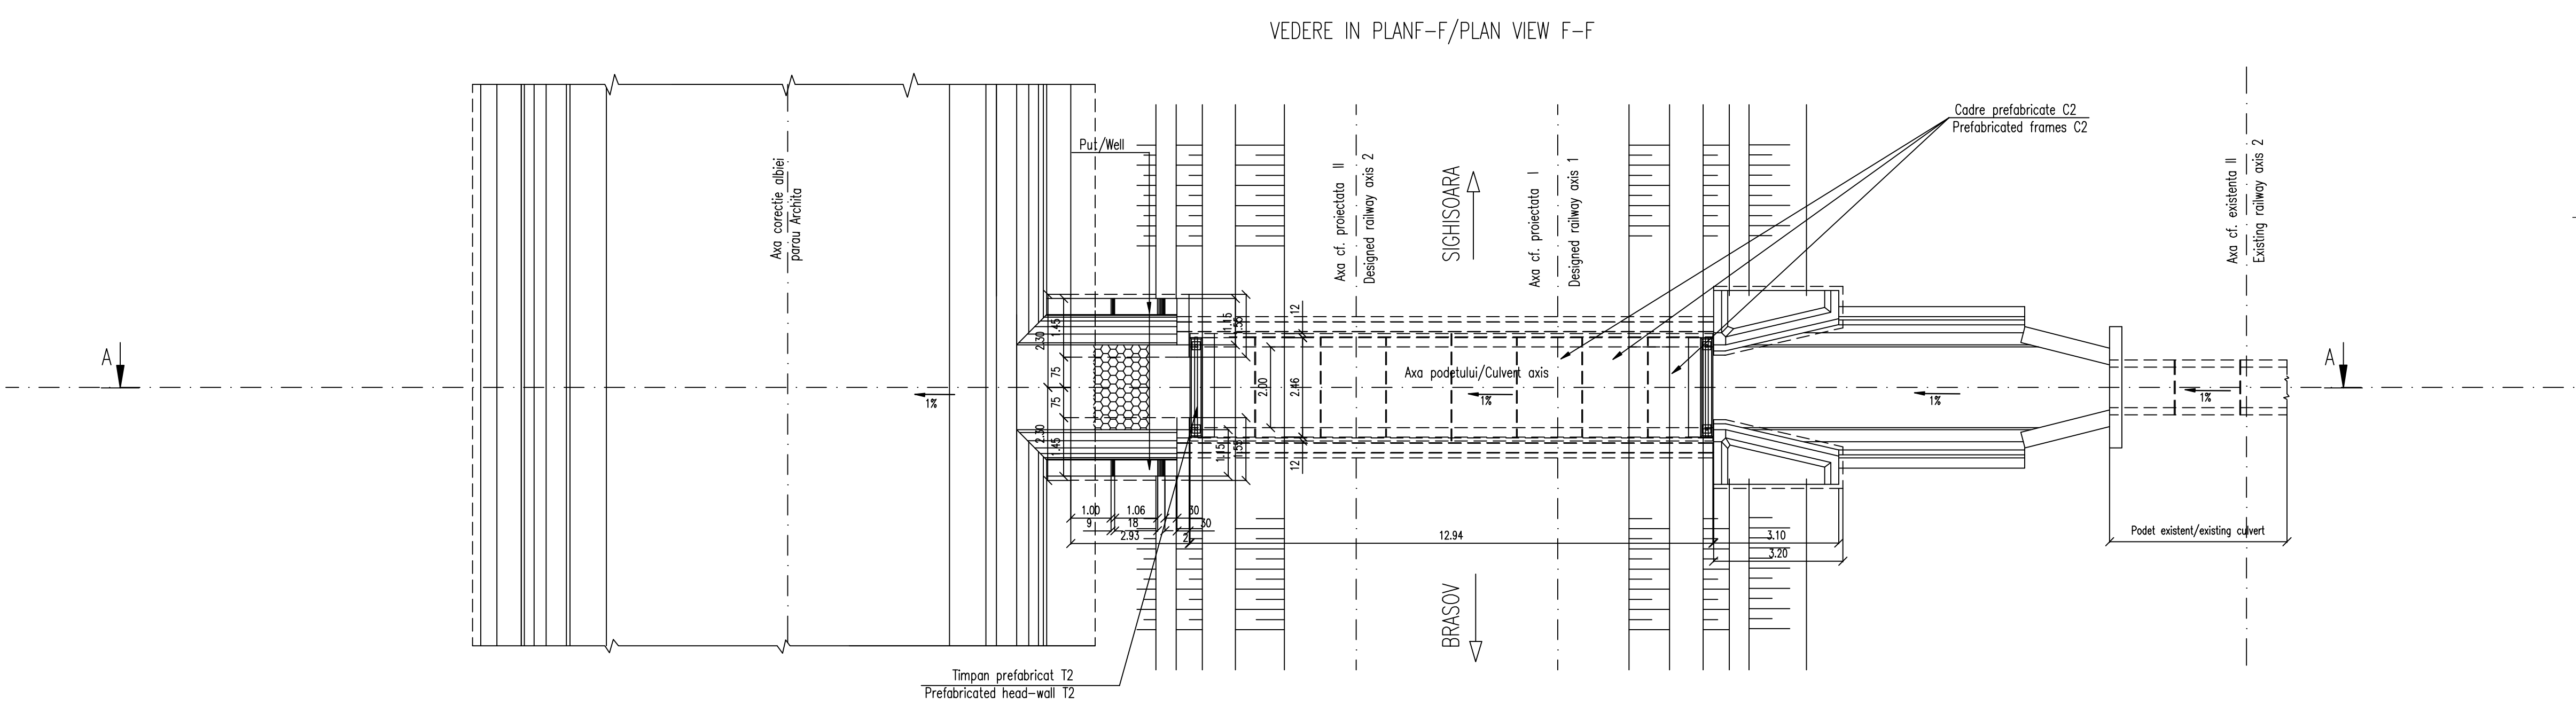 VEDERE IN PLANF-F/PLAN VIEW F-F
Cadre prefabricate C2
Prefabricated frames C2
Put/Well
Axa corectie albiei
parau Archita
Axa cf. proiectata II
Designed railway axis 2
SIGHISOARA
Axa cf. proiectata I
Designed railway axis 1
Axa cf. existenta II
Existing railway axis 2
A
A
2.30
1.45
1.15
1.55
12
75
75
2.00
2.46
Axa podetului/Culvert axis
1%
1%
1%
1%
2.30
1.45
1.15
1.55
12
1.00
1.06
30
9
18
30
2.93
2
12.94
3.10
3.20
Podet existent/existing culvert
BRASOV
Timpan prefabricat T2
Prefabricated head-wall T2